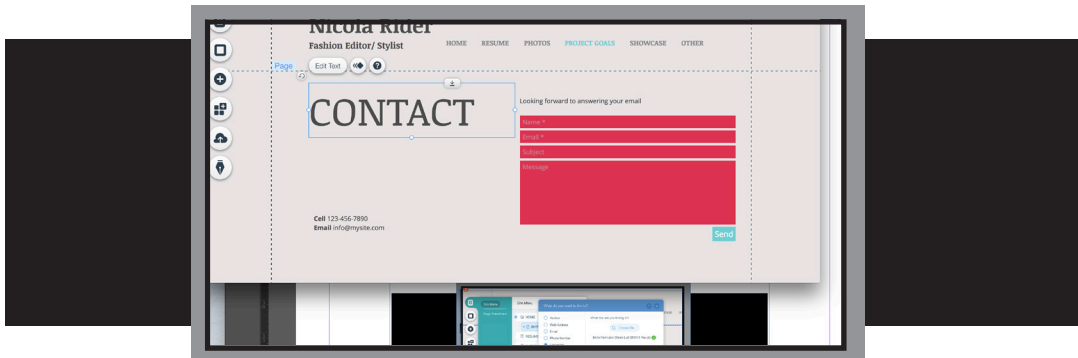 Nicola Rider
Fashion Editor/ Stylist
HOME RESUME PHOTOS PROJECT GOALS SHOWCASE OTHER
Page
Edit Text
CONTACT
Looking forward to answering your email
Name *
Email *
Subject
Message
Cell 123-456-7890
Email info@mysite.com
Send